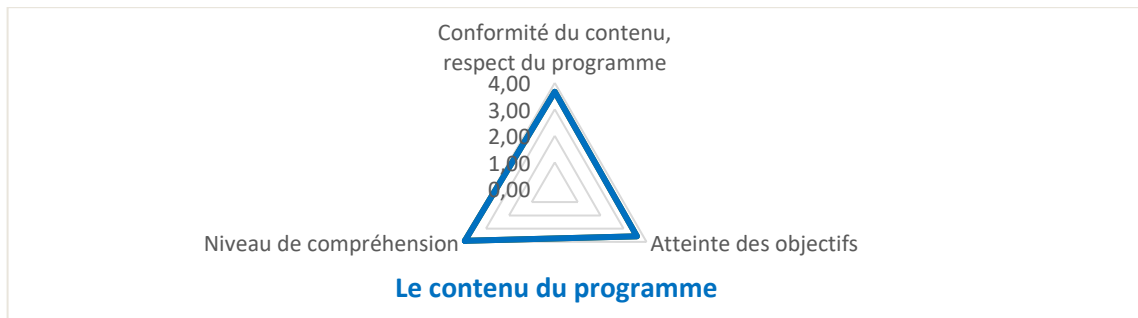 Conformité du contenu,
respect du programme
4,00
3,00
2,00
1,00
0,00
Niveau de compréhension
Atteinte des objectifs
Le contenu du programme